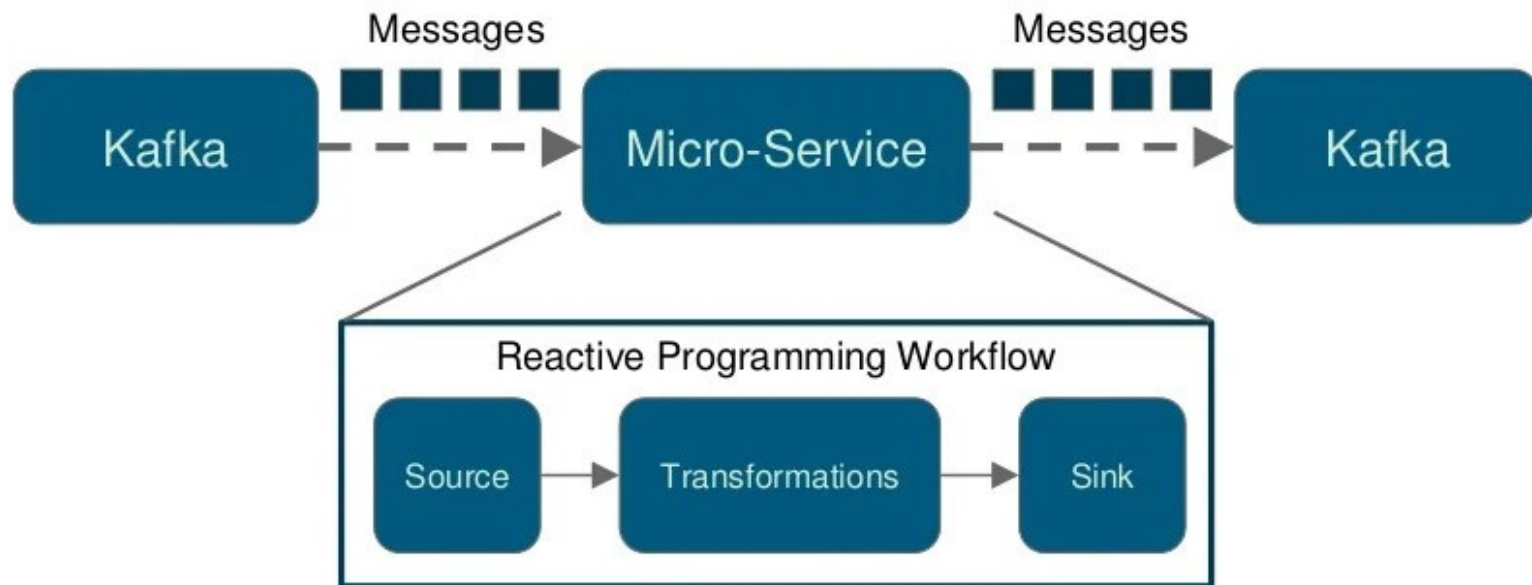 Messages
Messages
Kafka
Micro-Service
Kafka
Reactive Programming Workflow
Source
Transformations
Sink